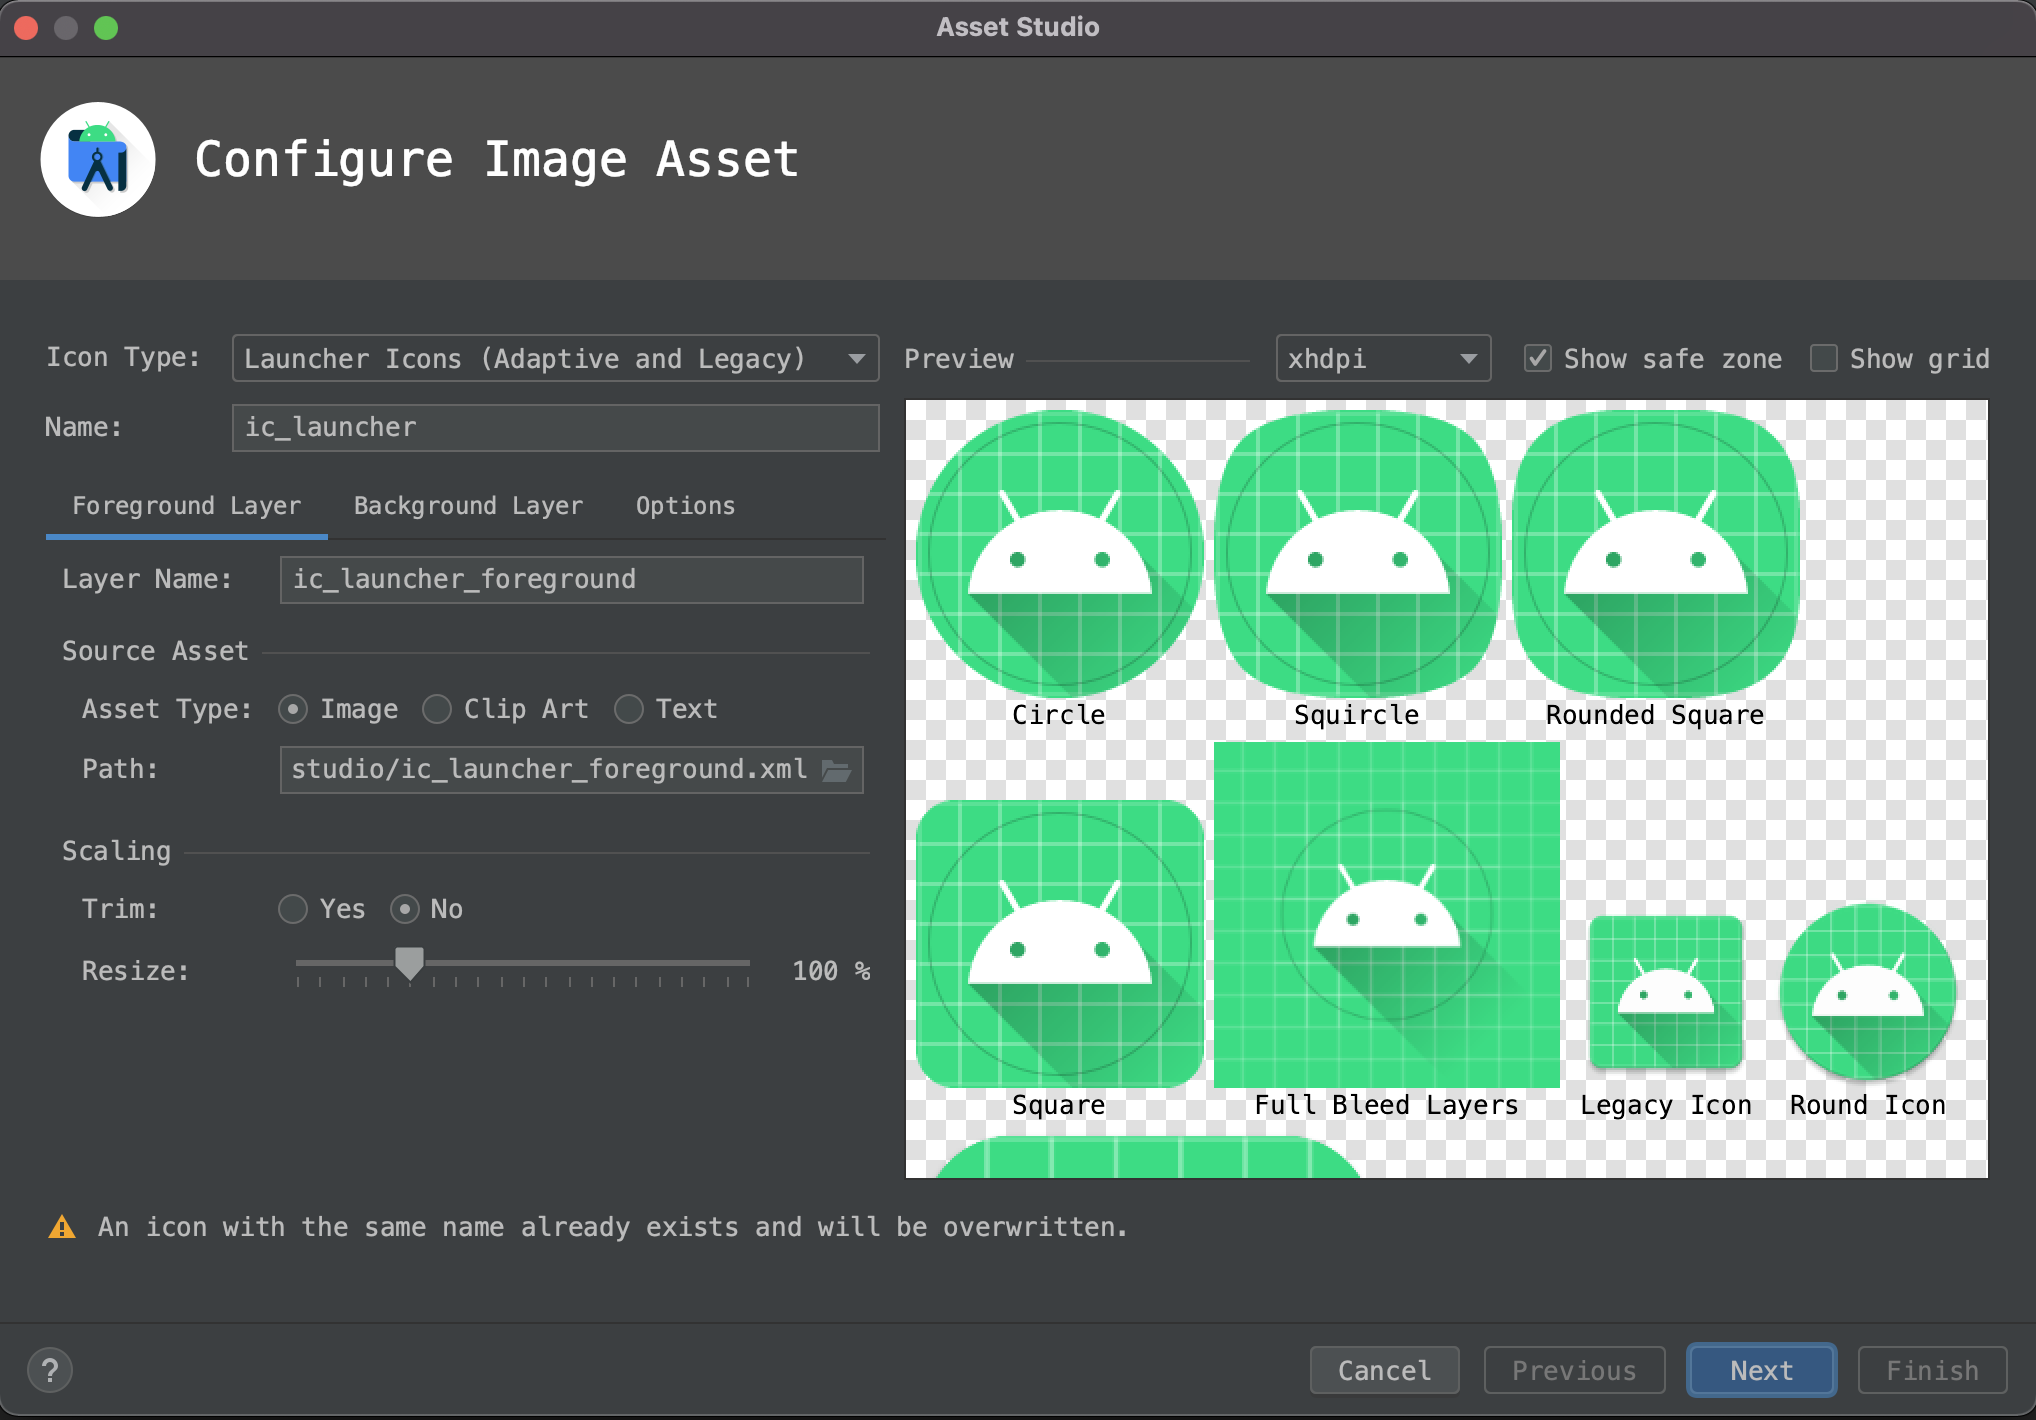 Asset Studio
Configure Image Asset
Icon Type: Launcher Icons (Adaptive and Legacy)
Name: ic_launcher
Foreground Layer Background Layer Options
Layer Name: ic_launcher_foreground
Source Asset
Asset Type: Image Clip Art Text
Path: studio/ic_launcher_foreground.xml
Scaling
Trim: Yes No
Resize: 100 %
Preview xhdpi Show safe zone Show grid
Circle Squircle Rounded Square
Square Full Bleed Layers Legacy Icon Round Icon
An icon with the same name already exists and will be overwritten.
? Cancel Previous Next Finish